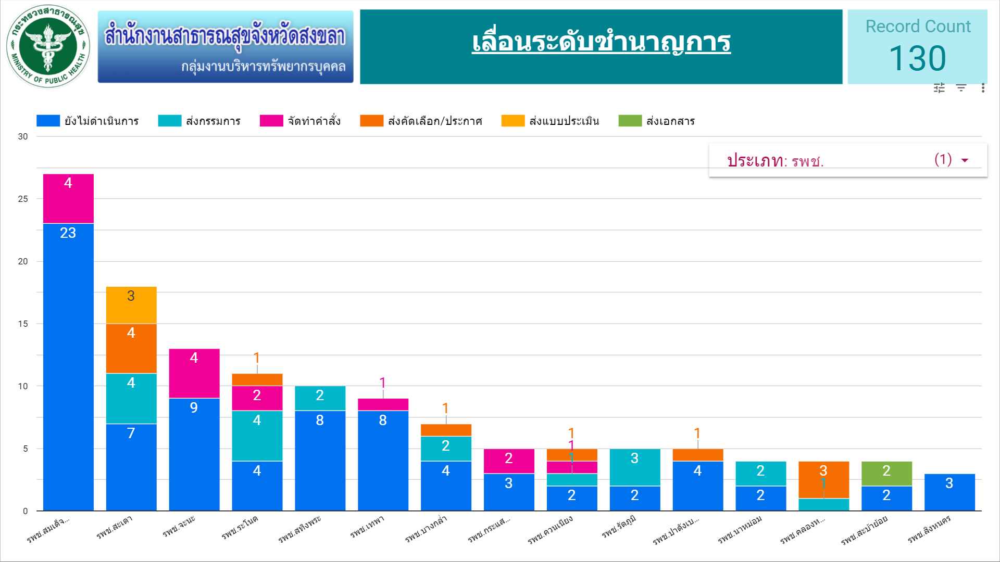 กระทรวงสาธารณสุข
MINISTRY OF PUBLIC HEALTH
สำนักงานสาธารณสุขจังหวัดสงขลา
กลุ่มงานบริหารทรัพยากรบุคคล
เลื่อนระดับชำนาญการ
Record Count
130
ยังไม่ดำเนินการ ส่งกรรมการ จัดทำคำสั่ง ส่งคัดเลือก/ประกาศ ส่งแบบประเมิน ส่งเอกสาร
ประเภท: รพช. (1)
30
25
20
15
10
5
0
4
23
3
4
4
7
4
9
1
2
4
4
2
8
1
8
1
2
4
2
3
1
1
1
2
3
2
1
4
2
2
3
1
2
2
3
รพช.สมเด็จ...
รพช.สะเดา
รพช.จะนะ
รพช.ระโนด
รพช.สทิงพระ
รพช.เทพา
รพช.บางกล่ำ
รพช.กระแส...
รพช.ควนเนียง
รพช.รัตภูมิ
รพช.ปาดังเบ...
รพช.นาหม่อม
รพช.คลองห...
รพช.สะบ้าย้อย
รพช.สิงหนคร